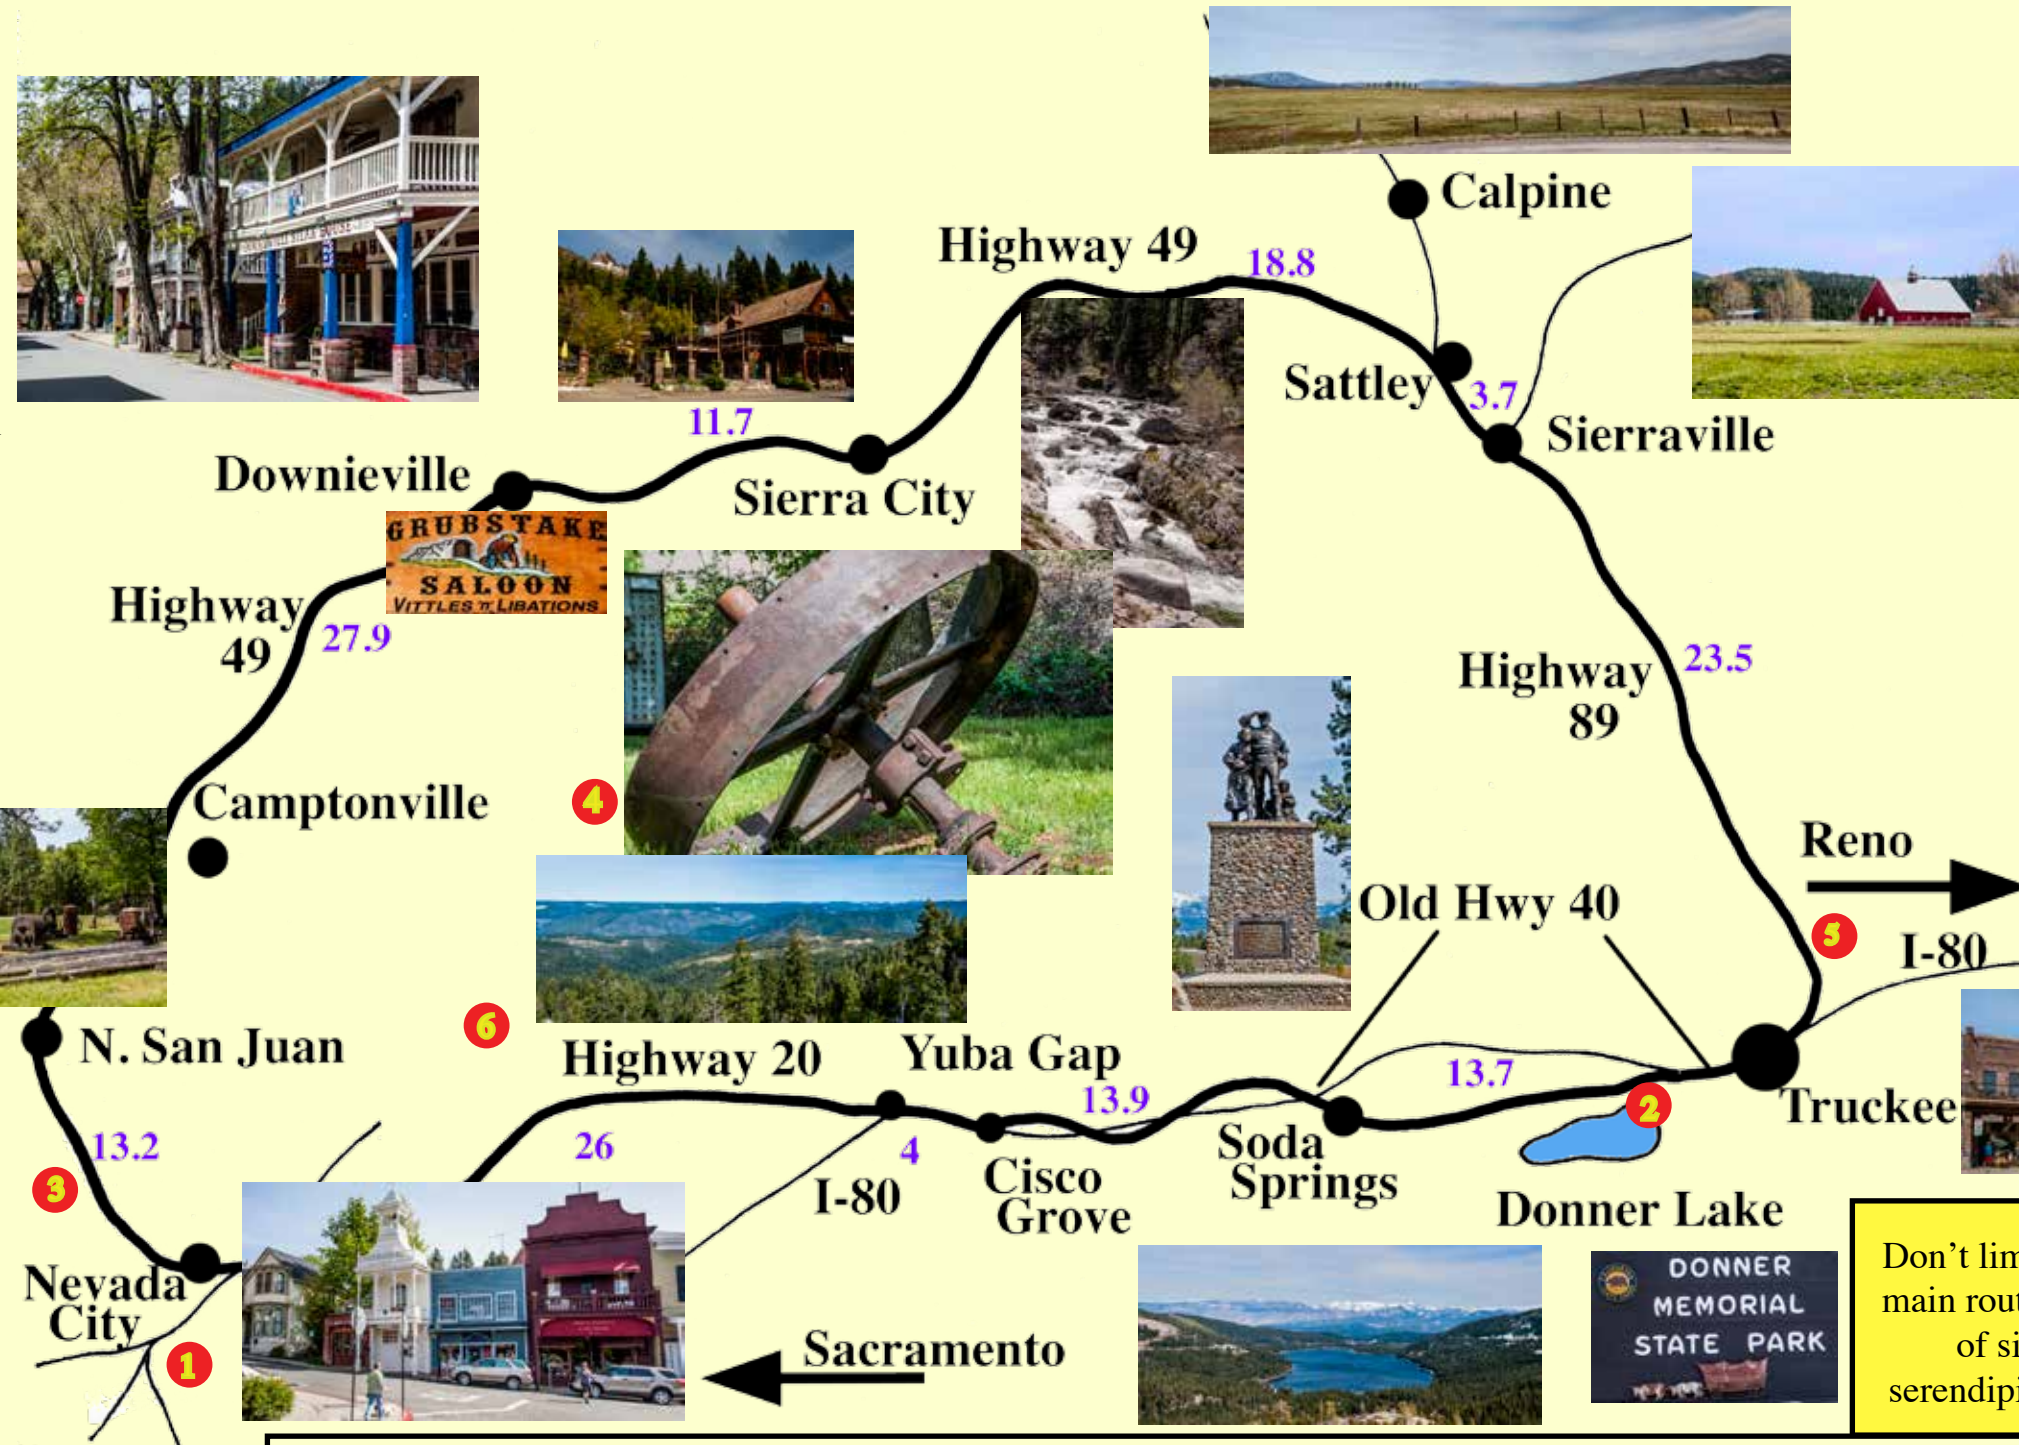 Calpine
Highway 49
18.8
Sattley
3.7
Sierraville
11.7
Downieville
Sierra City
GRUBSTAKE
SALOON
VITTLES 'n' LIBATIONS
Highway
49
27.9
Highway
89
23.5
Camptonville
4
Reno
Old Hwy 40
5
I-80
N. San Juan
6
Highway 20
Yuba Gap
13.9
13.7
2
Truckee
13.2
3
26
4
I-80
Cisco
Grove
Soda
Springs
Donner Lake
Nevada
City
1
Sacramento
DONNER
MEMORIAL
STATE PARK
Don't
main
of